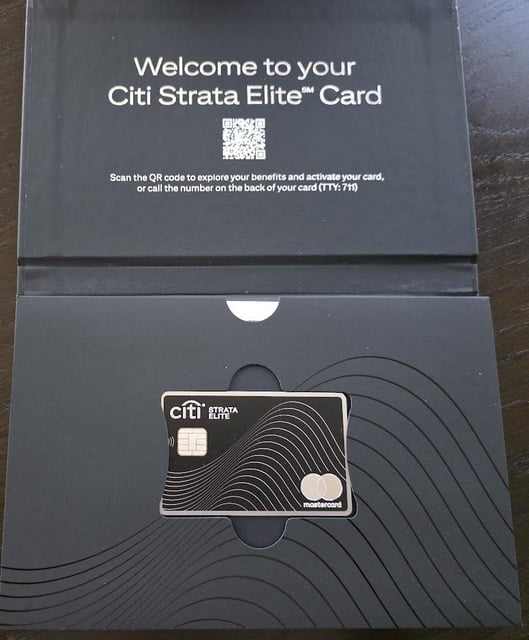 Welcome to your
Citi Strata Elite℠ Card
Scan the QR code to explore your benefits and activate your card,
or call the number on the back of your card (TTY: 711)
citi STRATA
ELITE
mastercard